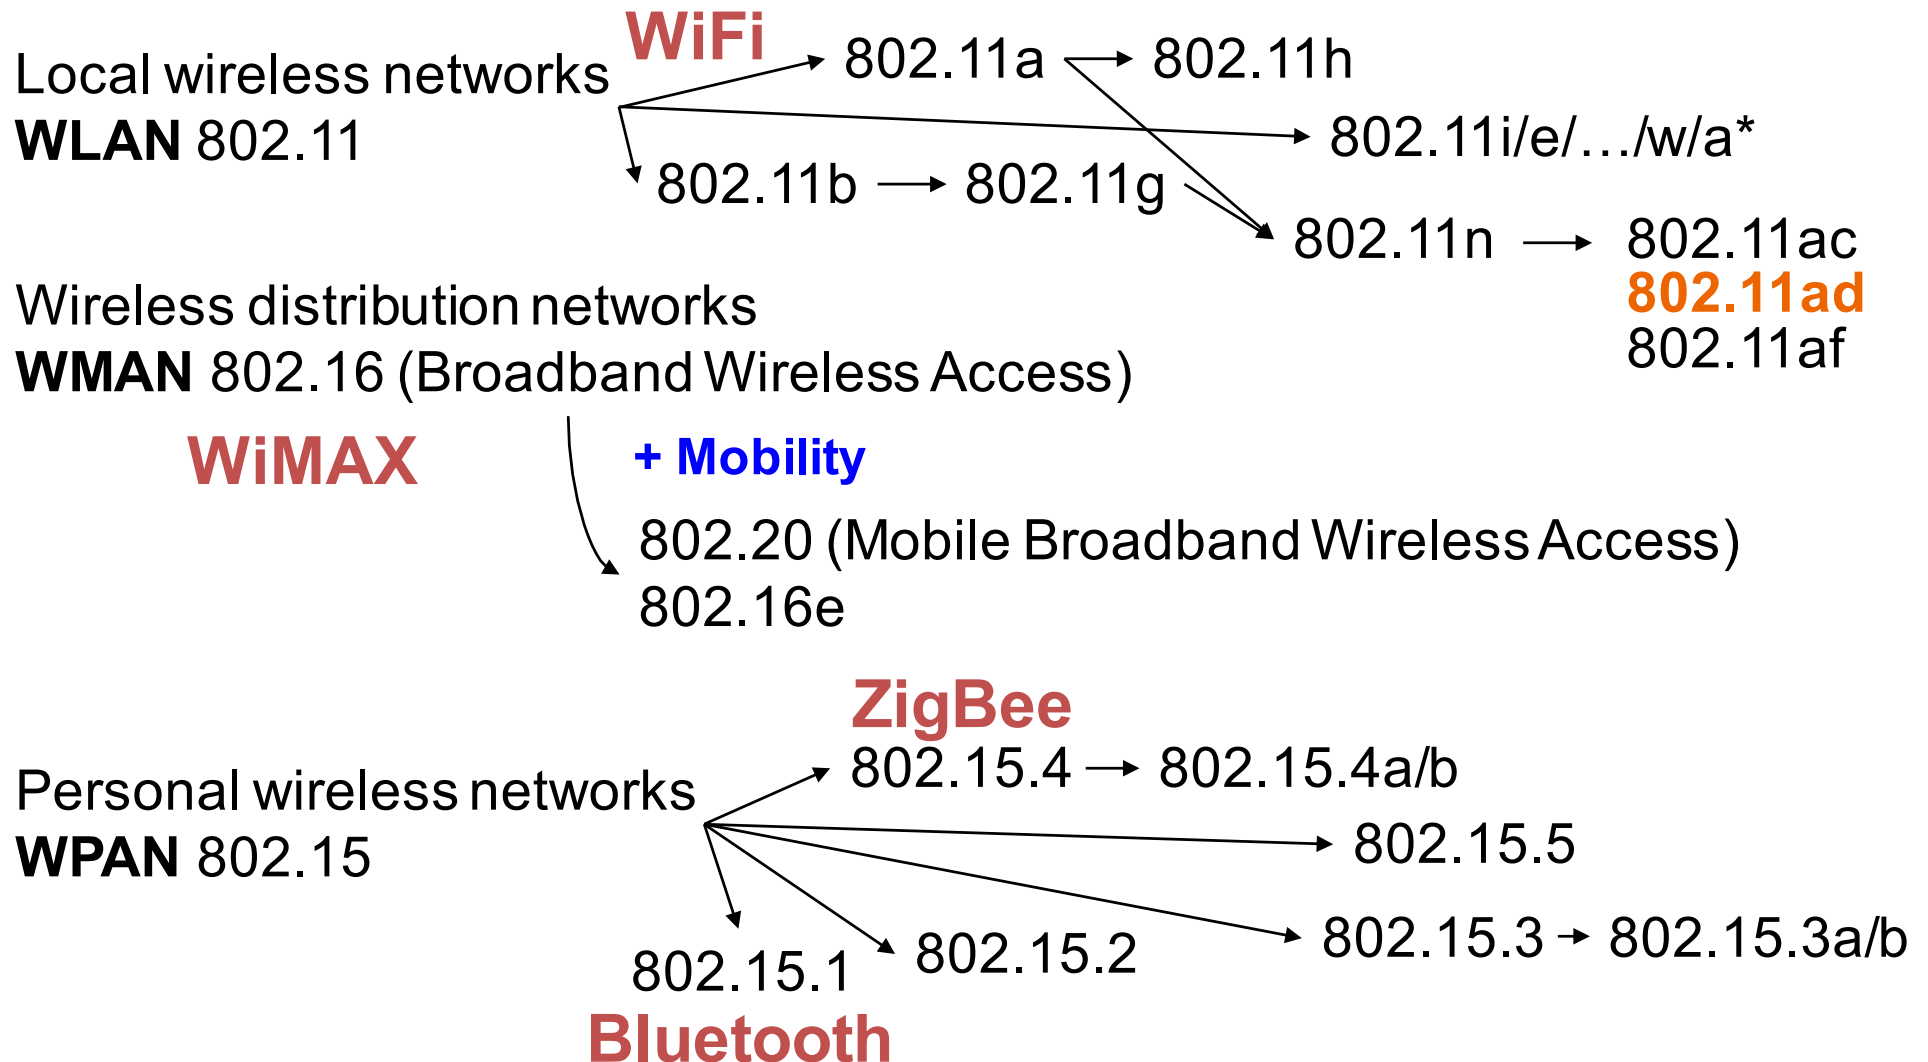 WiFi
Local wireless networks
WLAN 802.11
802.11a
802.11h
802.11i/e/…/w/a*
802.11b
802.11g
802.11n
802.11ac
802.11ad
802.11af
Wireless distribution networks
WMAN 802.16 (Broadband Wireless Access)
WiMAX
+ Mobility
802.20 (Mobile Broadband Wireless Access)
802.16e
ZigBee
802.15.4
802.15.4a/b
Personal wireless networks
WPAN 802.15
802.15.5
802.15.3
802.15.3a/b
802.15.2
802.15.1
Bluetooth